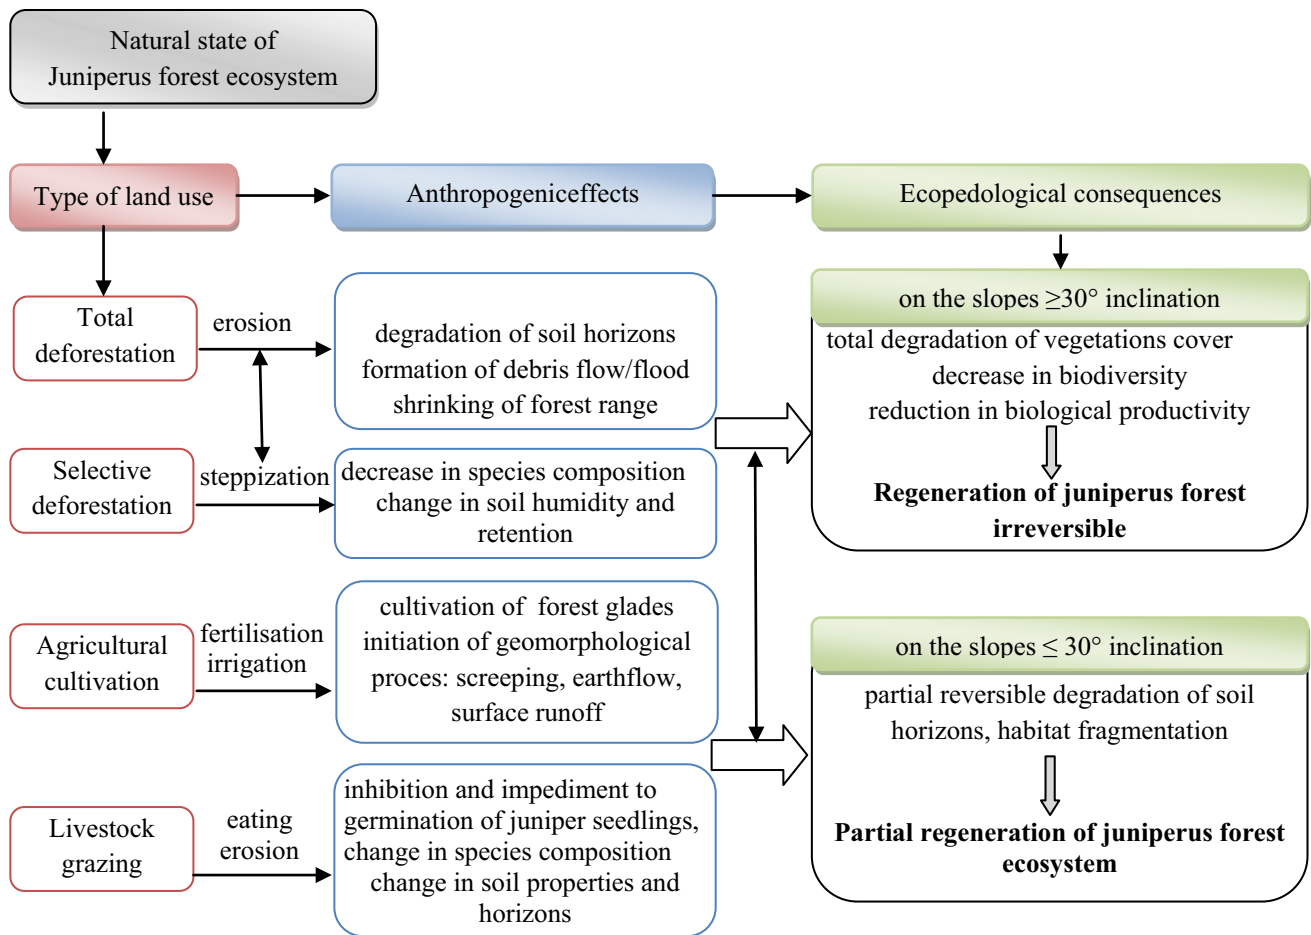 Natural state of
Juniperus forest ecosystem
Type of land use
Anthropogeniceffects
Ecopedological consequences
Total
deforestation
erosion
degradation of soil horizons
formation of debris flow/flood
shrinking of forest range
on the slopes ≥30° inclination
total degradation of vegetations cover
decrease in biodiversity
reduction in biological productivity
Regeneration of juniperus forest
irreversible
Selective
deforestation
steppization
decrease in species composition
change in soil humidity and
retention
Agricultural
cultivation
fertilisation
irrigation
cultivation of forest glades
initiation of geomorphological
proces: screeping, earthflow,
surface runoff
on the slopes ≤ 30° inclination
partial reversible degradation of soil
horizons, habitat fragmentation
Partial regeneration of juniperus forest
ecosystem
Livestock
grazing
eating
erosion
inhibition and impediment to
germination of juniper seedlings,
change in species composition
change in soil properties and
horizons